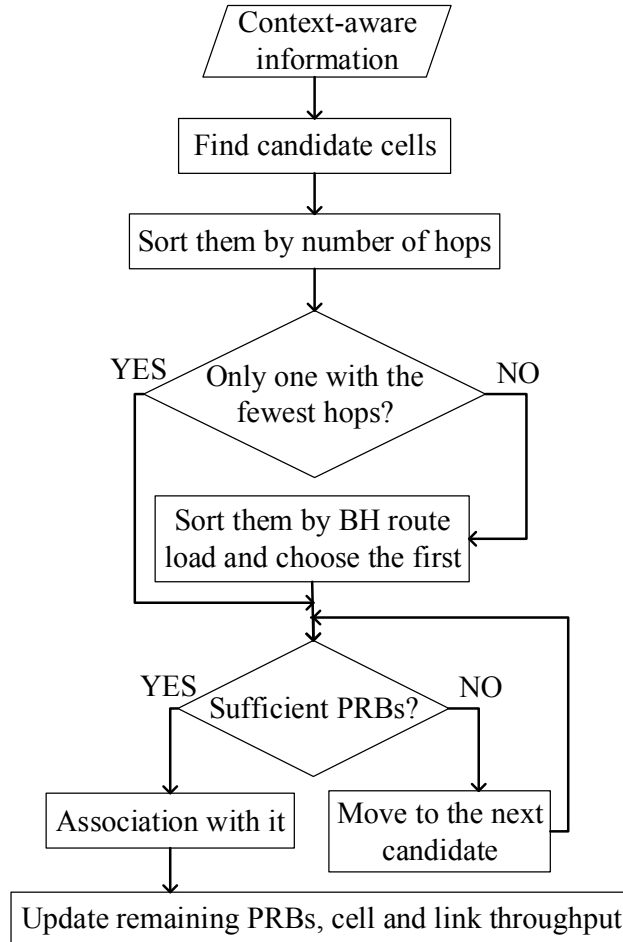 Context-aware
information
Find candidate cells
Sort them by number of hops
YES
NO
Only one with the
fewest hops?
Sort them by BH route
load and choose the first
YES
NO
Sufficient PRBs?
Association with it
Move to the next
candidate
Update remaining PRBs, cell and link throughput